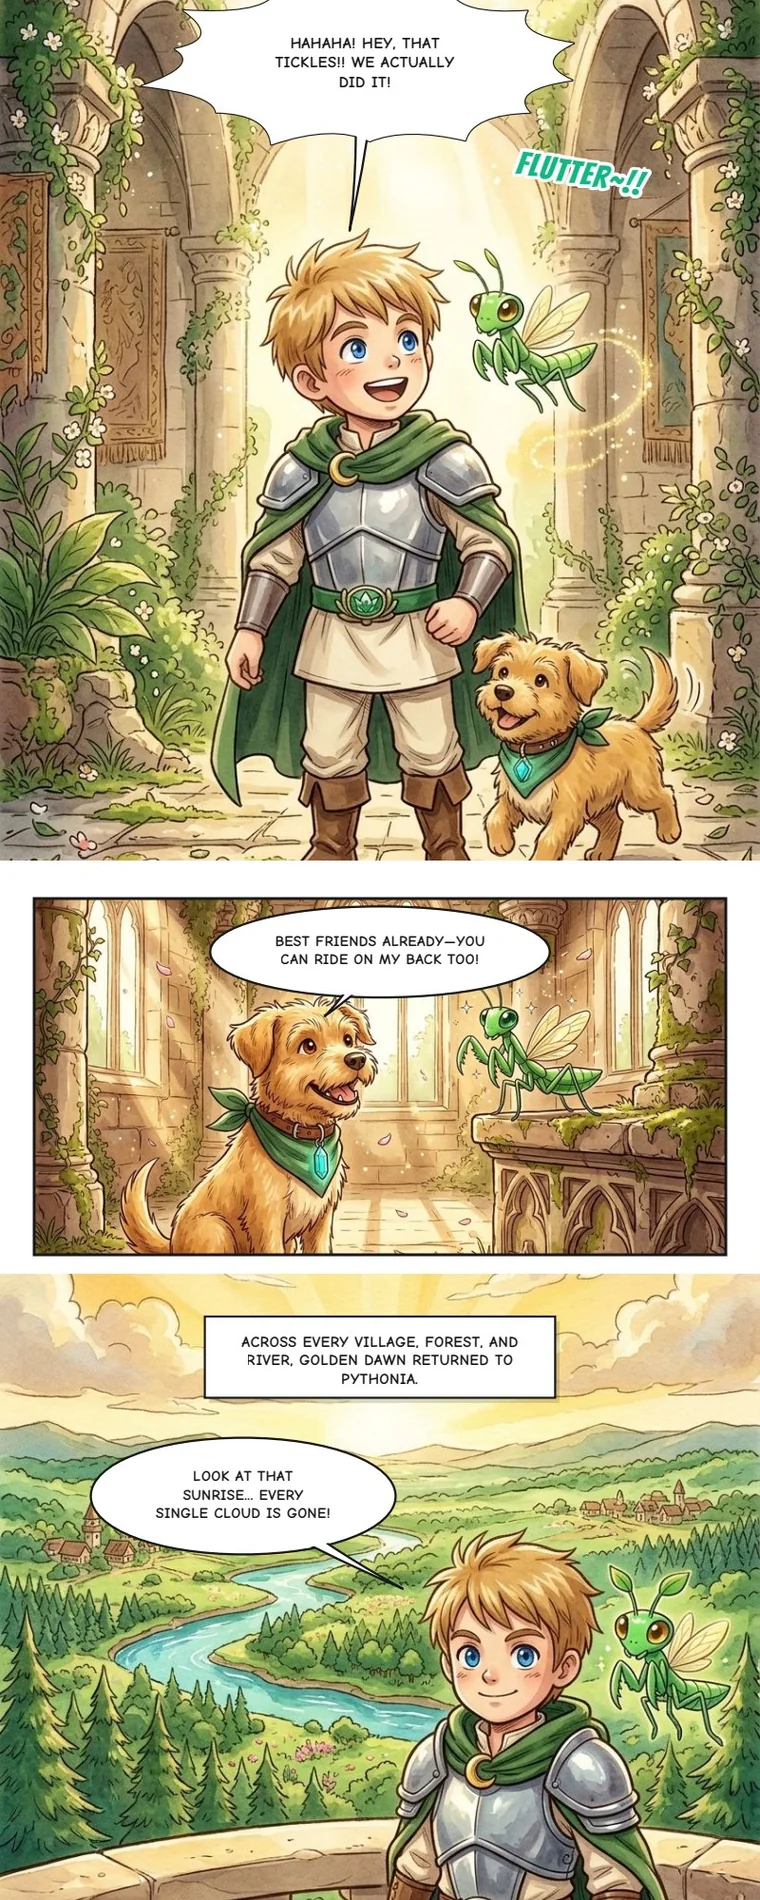 HAHAHA! HEY, THAT
TICKLES!! WE ACTUALLY
DID IT!
FLUTTER~!!
BEST FRIENDS ALREADY—YOU
CAN RIDE ON MY BACK TOO!
ACROSS EVERY VILLAGE, FOREST, AND
RIVER, GOLDEN DAWN RETURNED TO
PYTHONIA.
LOOK AT THAT
SUNRISE... EVERY
SINGLE CLOUD IS GONE!